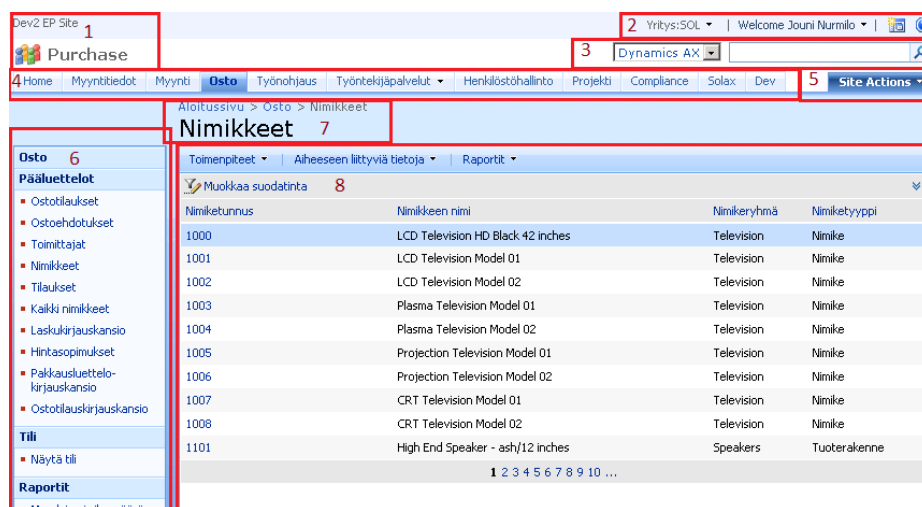 Dev2 EP Site
1
2 Yritys:SOL | Welcome Jouni Nurmilo |
Purchase
3 Dynamics AX
4 Home Myyntitiedot Myynti Osto Työnohjaus Työntekijäpalvelut Henkilöstöhallinto Projekti Compliance Solax Dev 5 Site Actions
Aloitussivu > Osto > Nimikkeet
Nimikkeet 7
Osto 6
Pääluettelot
Ostotilaukset
Ostoehdotukset
Toimittajat
Nimikkeet
Tilaukset
Kaikki nimikkeet
Laskukirjauskansio
Hintasopimukset
Pakkausluettelo-
kirjauskansio
Ostotilauskirjauskansio
Tili
Näytä tili
Raportit
Toimenpiteet | Aiheeseen liittyviä tietoja | Raportit
Muokkaa suodatinta 8
Nimiketunnus Nimikkeen nimi Nimikeryhmä Nimiketyyppi
1000 LCD Television HD Black 42 inches Television Nimike
1001 LCD Television Model 01 Television Nimike
1002 LCD Television Model 02 Television Nimike
1003 Plasma Television Model 01 Television Nimike
1004 Plasma Television Model 02 Television Nimike
1005 Projection Television Model 01 Television Nimike
1006 Projection Television Model 02 Television Nimike
1007 CRT Television Model 01 Television Nimike
1008 CRT Television Model 02 Television Nimike
1101 High End Speaker - ash/12 inches Speakers Tuoterakenne
1 2 3 4 5 6 7 8 9 10 ...